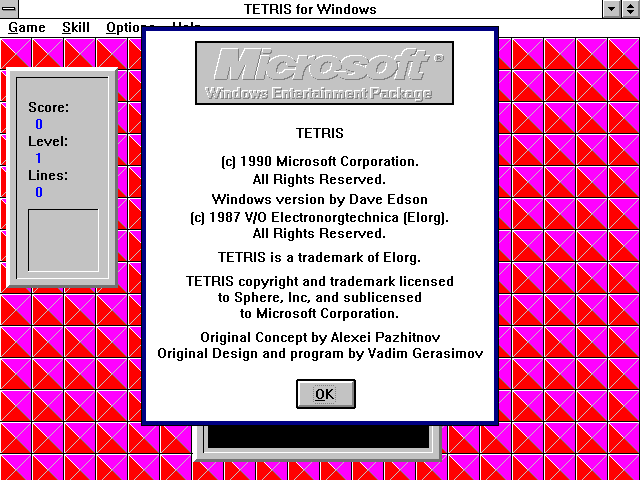 TETRIS for Windows
Game Skill Options Help
Score:
0
Level:
1
Lines:
0
Microsoft®
Windows Entertainment Package
TETRIS
(c) 1990 Microsoft Corporation.
All Rights Reserved.
Windows version by Dave Edson
(c) 1987 V/O Electronorgtechnica (Elorg).
All Rights Reserved.
TETRIS is a trademark of Elorg.
TETRIS copyright and trademark licensed
to Sphere, Inc, and sublicensed
to Microsoft Corporation.
Original Concept by Alexei Pazhitnov
Original Design and program by Vadim Gerasimov
OK